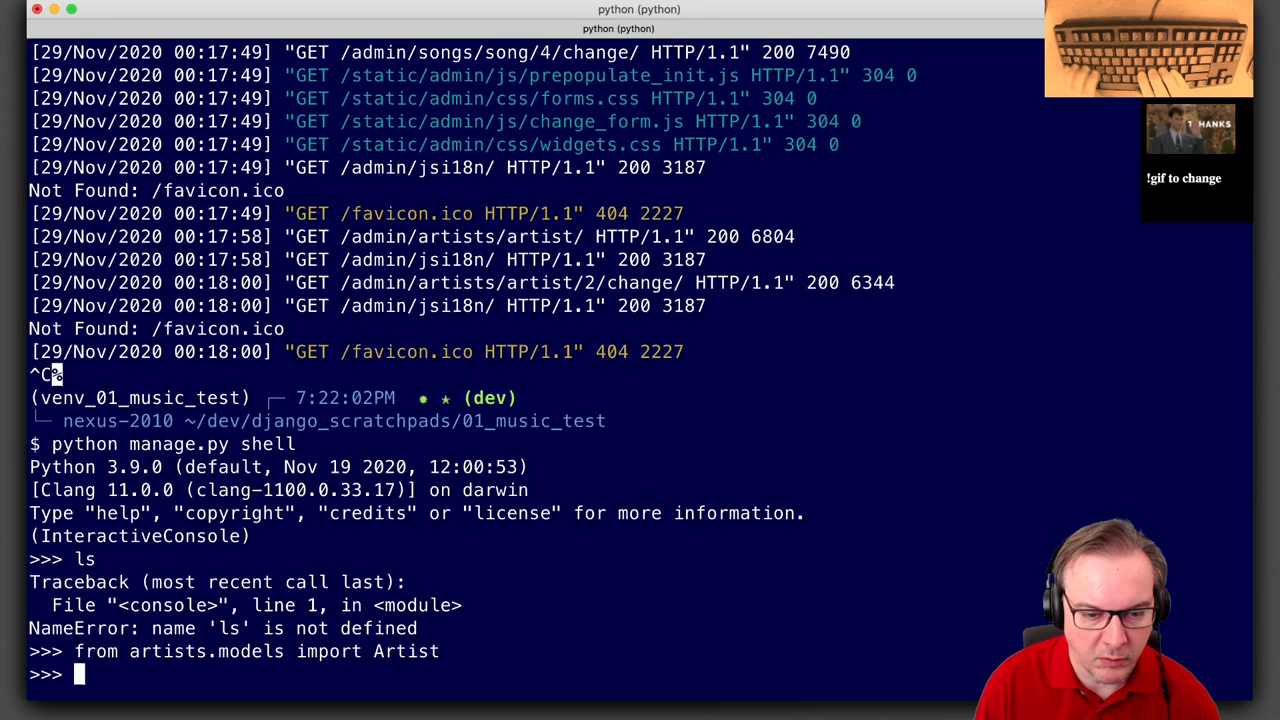 python (python)
python (python)
[29/Nov/2020 00:17:49] "GET /admin/songs/song/4/change/ HTTP/1.1" 200 7490
[29/Nov/2020 00:17:49] "GET /static/admin/js/prepopulate_init.js HTTP/1.1" 304 0
[29/Nov/2020 00:17:49] "GET /static/admin/css/forms.css HTTP/1.1" 304 0
[29/Nov/2020 00:17:49] "GET /static/admin/js/change_form.js HTTP/1.1" 304 0
[29/Nov/2020 00:17:49] "GET /static/admin/css/widgets.css HTTP/1.1" 304 0
[29/Nov/2020 00:17:49] "GET /admin/jsi18n/ HTTP/1.1" 200 3187
Not Found: /favicon.ico
[29/Nov/2020 00:17:49] "GET /favicon.ico HTTP/1.1" 404 2227
[29/Nov/2020 00:17:58] "GET /admin/artists/artist/ HTTP/1.1" 200 6804
[29/Nov/2020 00:17:58] "GET /admin/jsi18n/ HTTP/1.1" 200 3187
[29/Nov/2020 00:18:00] "GET /admin/artists/artist/2/change/ HTTP/1.1" 200 6344
[29/Nov/2020 00:18:00] "GET /admin/jsi18n/ HTTP/1.1" 200 3187
Not Found: /favicon.ico
[29/Nov/2020 00:18:00] "GET /favicon.ico HTTP/1.1" 404 2227
^C%
(venv_01_music_test) ┌─ 7:22:02PM ✹ ★ (dev)
└─ nexus-2010 ~/dev/django_scratchpads/01_music_test
$ python manage.py shell
Python 3.9.0 (default, Nov 19 2020, 12:00:53)
[Clang 11.0.0 (clang-1100.0.33.17)] on darwin
Type "help", "copyright", "credits" or "license" for more information.
(InteractiveConsole)
>>> ls
Traceback (most recent call last):
  File "<console>", line 1, in <module>
NameError: name 'ls' is not defined
>>> from artists.models import Artist
>>>
T HANKS
!gif to change